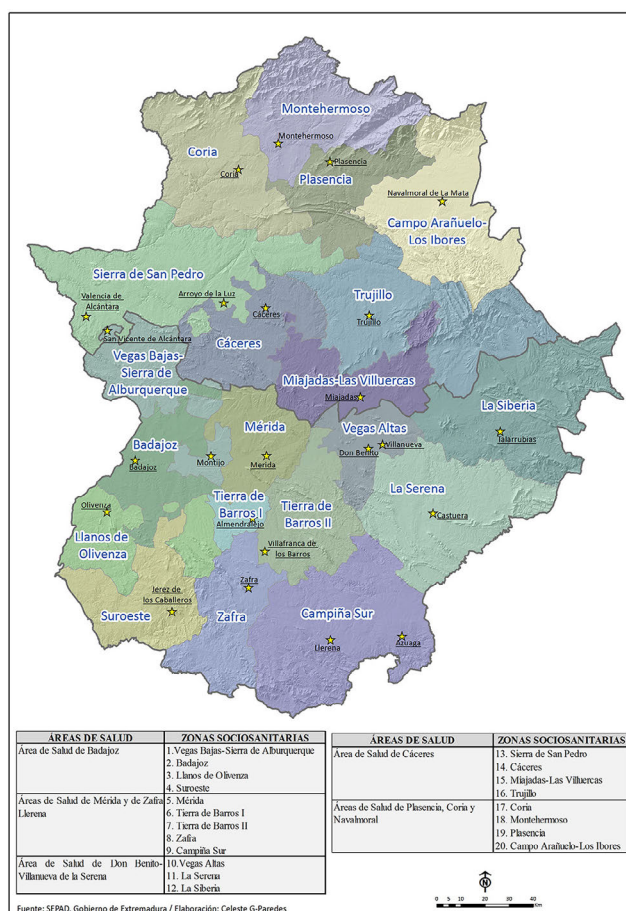 Montehermoso
Montehermoso
Coria
Coria
Plasencia
Plasencia
Navalmoral de La Mata
Campo Arañuelo-
Los Ibores
Sierra de San Pedro
Valencia de
Alcántara
Arroyo de la Luz
Cáceres
Trujillo
Trujillo
San Vicente de Alcántara
Cáceres
Vegas Bajas-
Sierra de
Alburquerque
Miajadas-Las Villuercas
Miajadas
La Siberia
Talarrubias
Mérida
Vegas Altas
Villanueva
Don Benito
Badajoz
Badajoz
Montijo
Merida
La Serena
Castuera
Olivenza
Tierra de
Barros I
Almendralejo
Tierra de
Barros II
Llanos de
Olivenza
Villafranca de
los Barros
Jerez de
los Caballeros
Suroeste
Zafra
Zafra
Campiña Sur
Llerena
Azuaga
ÁREAS DE SALUD ZONAS SOCIOSANITARIAS
Área de Salud de Badajoz
1.Vegas Bajas-Sierra de Alburquerque
2. Badajoz
3. Llanos de Olivenza
4. Suroeste
Áreas de Salud de Mérida y de Zafra
Llerena
5. Mérida
6. Tierra de Barros I
7. Tierra de Barros II
8. Zafra
9. Campiña Sur
Área de Salud de Don Benito-
Villanueva de la Serena
10.Vegas Altas
11. La Serena
12. La Siberia
ÁREAS DE SALUD ZONAS SOCIOSANITARIAS
Área de Salud de Cáceres
13. Sierra de San Pedro
14. Cáceres
15. Miajadas-Las Villuercas
16. Trujillo
Áreas de Salud de Plasencia, Coria y
Navalmoral
17. Coria
18. Montehermoso
19. Plasencia
20. Campo Arañuelo-Los Ibores
N
0 5 10 20 30 40
Km
Fuente: SEPAD. Gobierno de Extremadura / Elaboración: Celeste G-Paredes